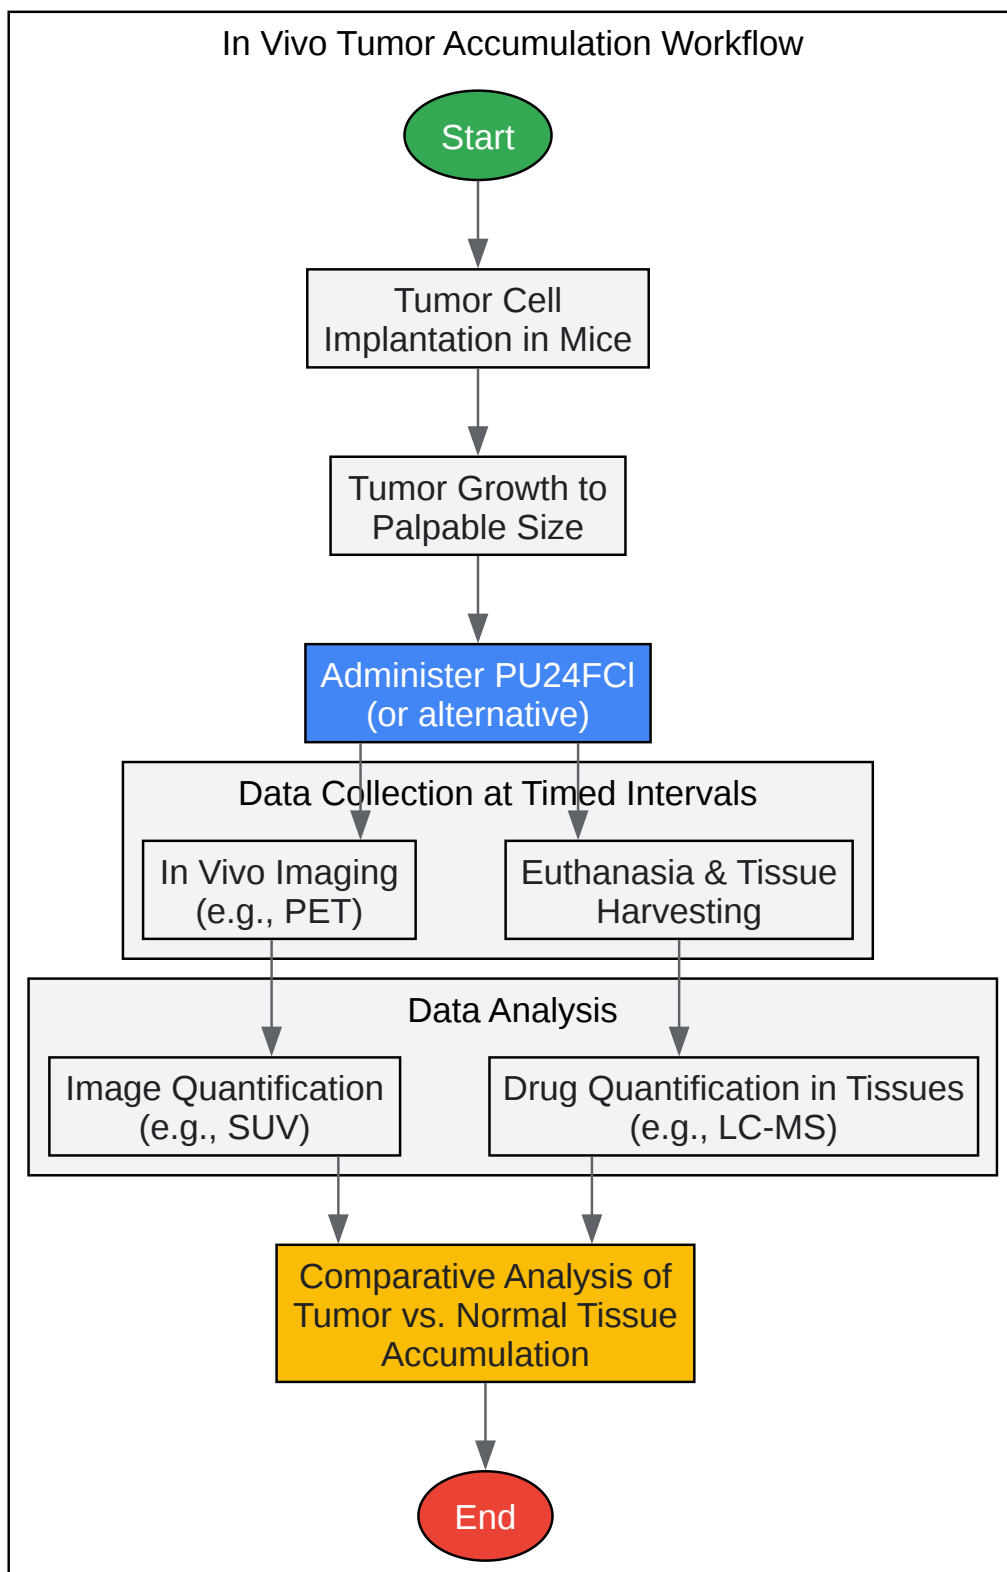 In Vivo Tumor Accumulation Workflow
Start
Tumor Cell
Implantation in Mice
Tumor Growth to
Palpable Size
Administer PU24FCl
(or alternative)
Data Collection at Timed Intervals
In Vivo Imaging
(e.g., PET)
Euthanasia & Tissue
Harvesting
Data Analysis
Image Quantification
(e.g., SUV)
Drug Quantification in Tissues
(e.g., LC-MS)
Comparative Analysis of
Tumor vs. Normal Tissue
Accumulation
End